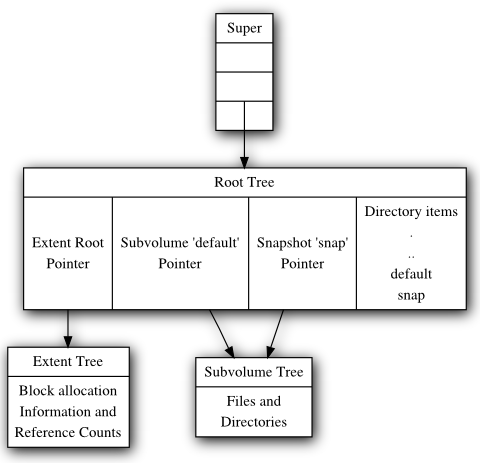 Super
Root Tree
Extent Root
Pointer
Subvolume 'default'
Pointer
Snapshot 'snap'
Pointer
Directory items
.
..
default
snap
Extent Tree
Block allocation
Information and
Reference Counts
Subvolume Tree
Files and
Directories